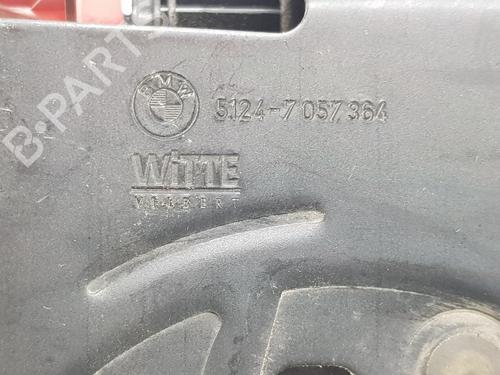 B-PARTS
BMW
5124-7 057 364
WiTTE
VELBERT